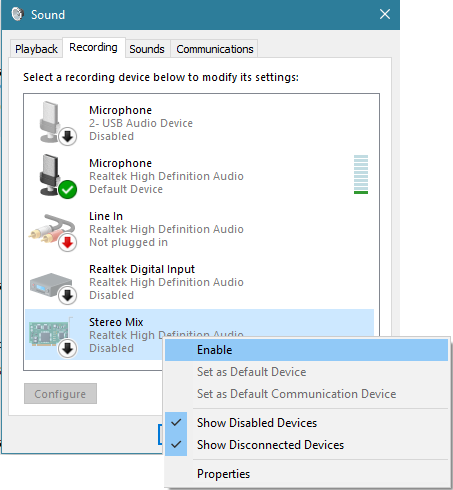 Sound
Playback Recording Sounds Communications
Select a recording device below to modify its settings:
Microphone
2- USB Audio Device
Disabled
Microphone
Realtek High Definition Audio
Default Device
Line In
Realtek High Definition Audio
Not plugged in
Realtek Digital Input
Realtek High Definition Audio
Disabled
Stereo Mix
Realtek High Definition Audio
Disabled
Configure
Enable
Set as Default Device
Set as Default Communication Device
Show Disabled Devices
Show Disconnected Devices
Properties